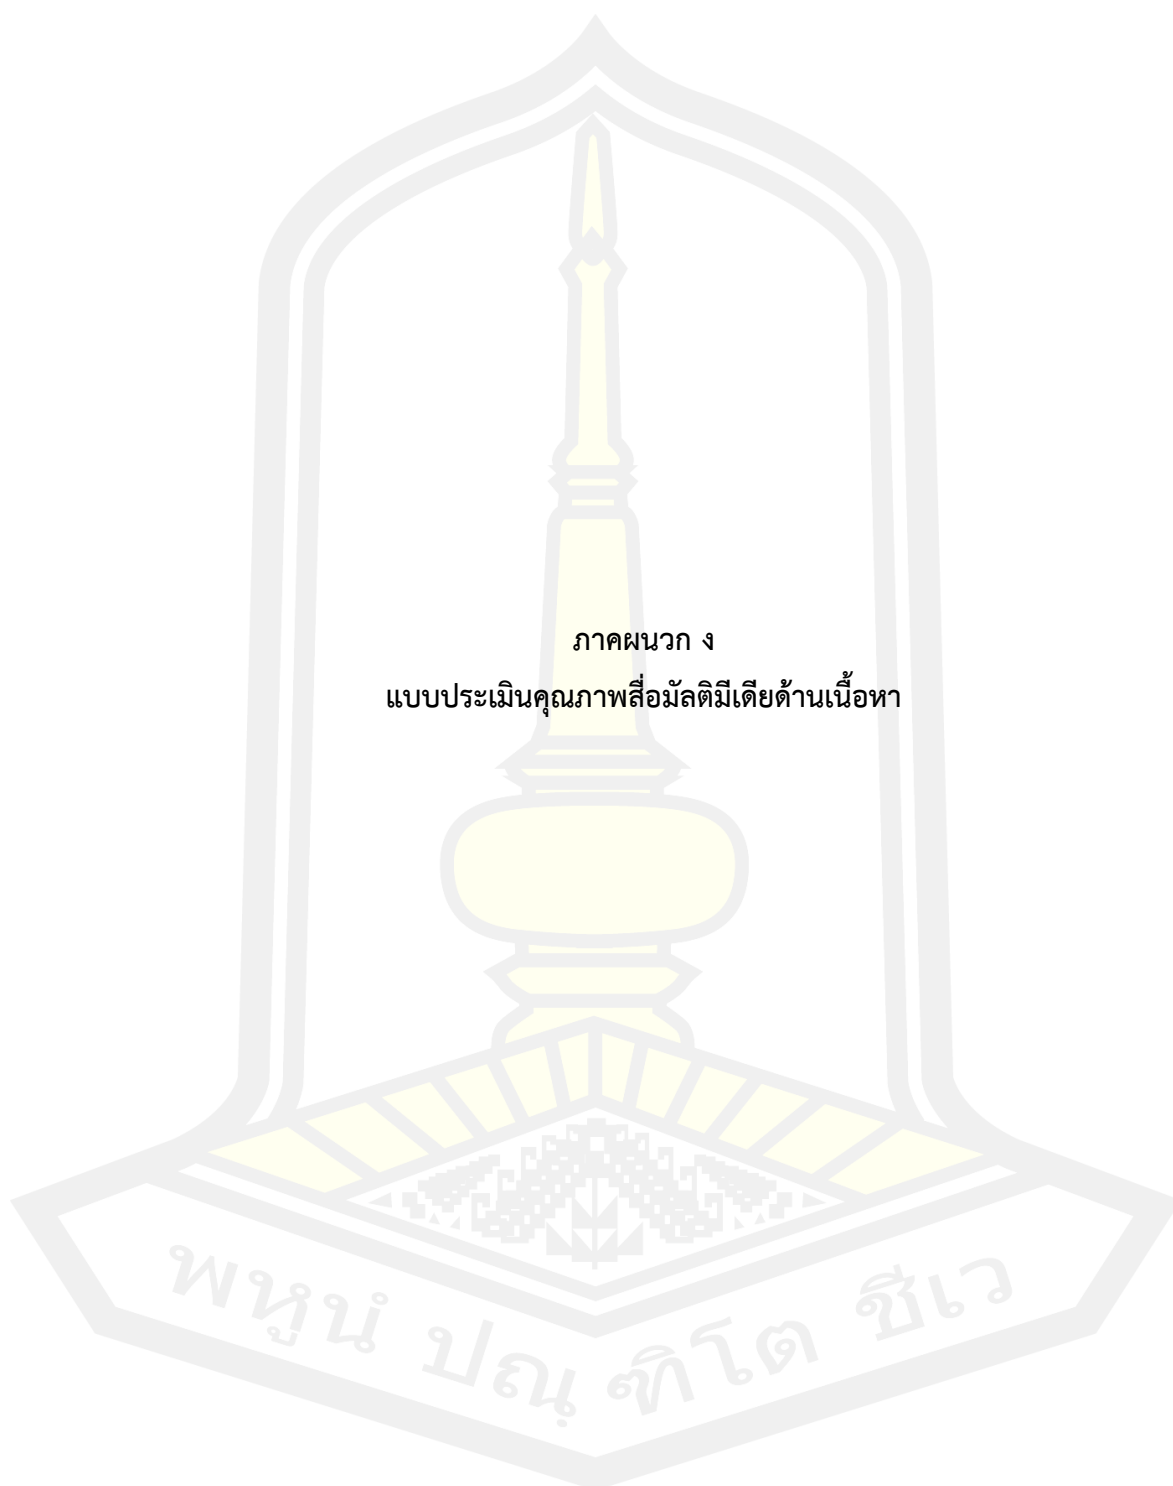 ภาคผนวก ง
แบบประเมินคุณภาพสื่อมัลติมีเดียด้านเนื้อหา
พหูนํ ปณฺฑิโต ชีเว